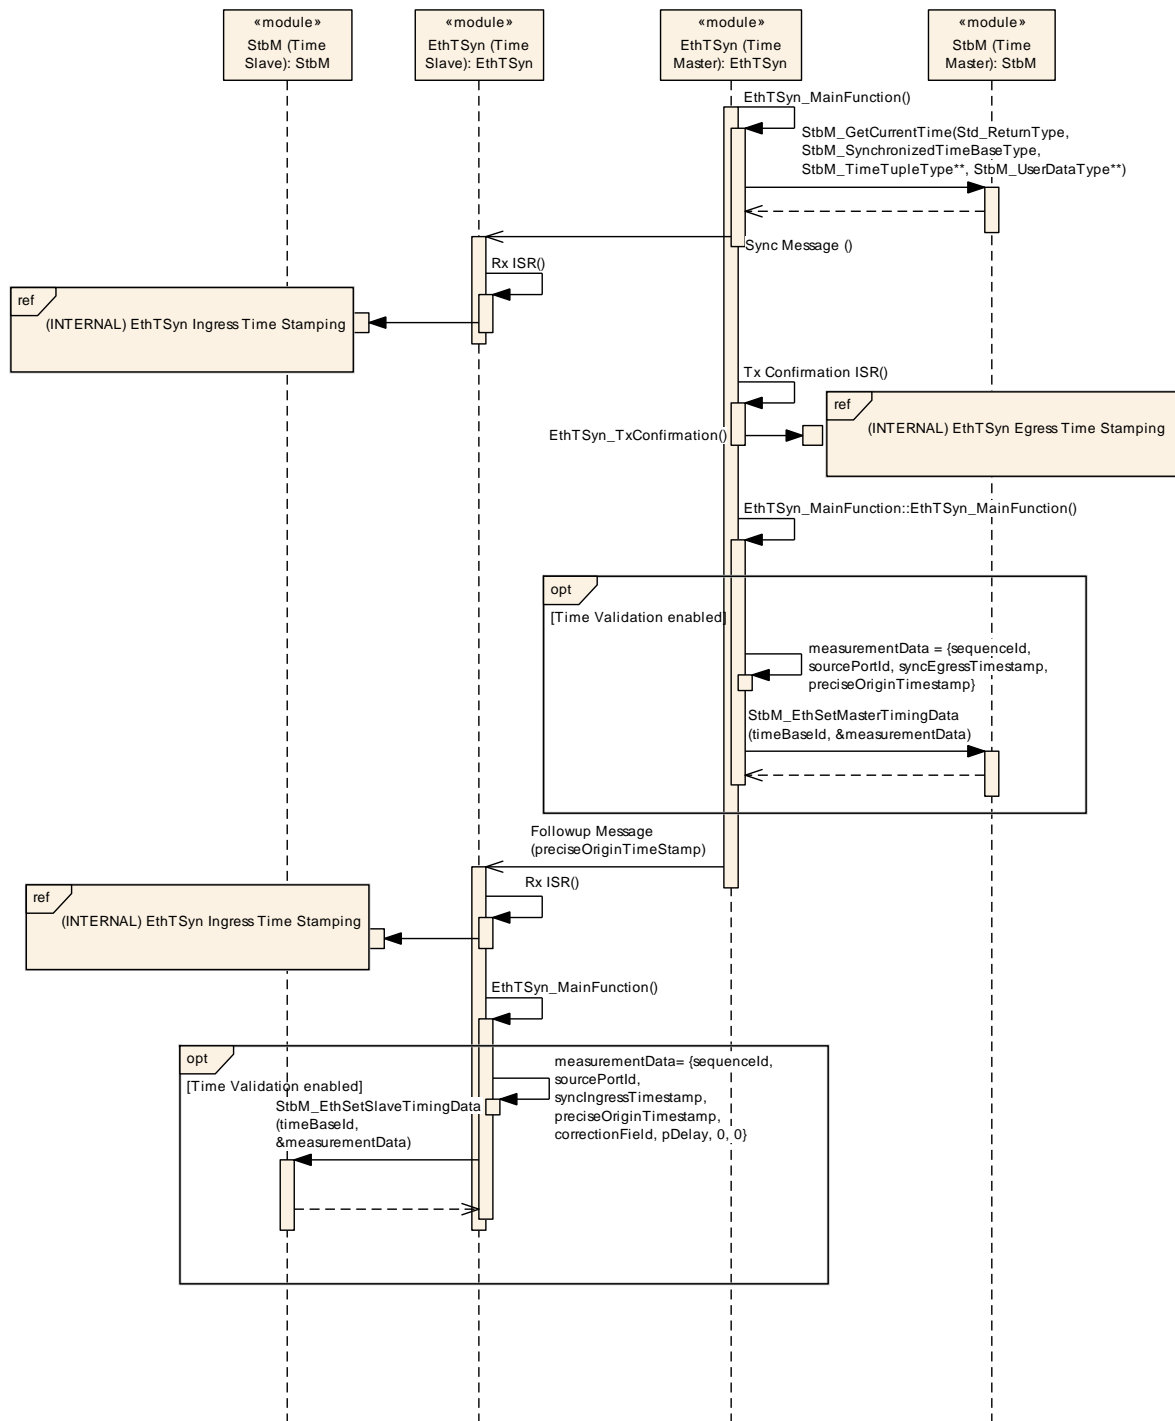 «module»
StbM (Time
Slave): StbM
«module»
EthTSyn (Time
Slave): EthTSyn
«module»
EthTSyn (Time
Master): EthTSyn
«module»
StbM (Time
Master): StbM
EthTSyn_MainFunction()
StbM_GetCurrentTime(Std_ReturnType,
StbM_SynchronizedTimeBaseType,
StbM_TimeTupleType**, StbM_UserDataType**)
Sync Message ()
Rx ISR()
ref
(INTERNAL) EthTSyn Ingress Time Stamping
Tx Confirmation ISR()
ref
(INTERNAL) EthTSyn Egress Time Stamping
EthTSyn_TxConfirmation()
EthTSyn_MainFunction::EthTSyn_MainFunction()
opt
[Time Validation enabled]
measurementData = {sequenceId,
sourcePortId, syncEgressTimestamp,
preciseOriginTimestamp}
StbM_EthSetMasterTimingData
(timeBaseId, &measurementData)
Followup Message
(preciseOriginTimeStamp)
Rx ISR()
ref
(INTERNAL) EthTSyn Ingress Time Stamping
EthTSyn_MainFunction()
opt
[Time Validation enabled]
measurementData= {sequenceId,
sourcePortId,
syncIngressTimestamp,
preciseOriginTimestamp,
correctionField, pDelay, 0, 0}
StbM_EthSetSlaveTimingData
(timeBaseId,
&measurementData)